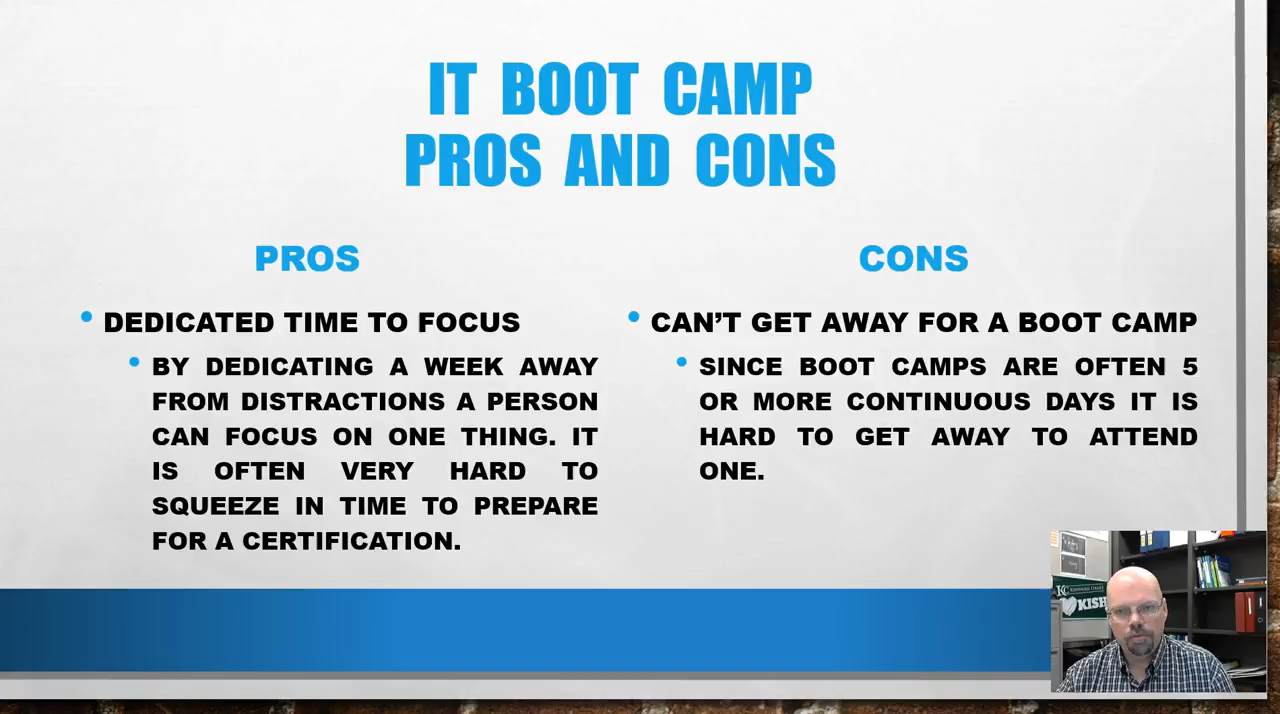 IT BOOT CAMP
PROS AND CONS
PROS
• DEDICATED TIME TO FOCUS
• BY DEDICATING A WEEK AWAY
FROM DISTRACTIONS A PERSON
CAN FOCUS ON ONE THING. IT
IS OFTEN VERY HARD TO
SQUEEZE IN TIME TO PREPARE
FOR A CERTIFICATION.
CONS
• CAN’T GET AWAY FOR A BOOT CAMP
• SINCE BOOT CAMPS ARE OFTEN 5
OR MORE CONTINUOUS DAYS IT IS
HARD TO GET AWAY TO ATTEND
ONE.
KC
KISH